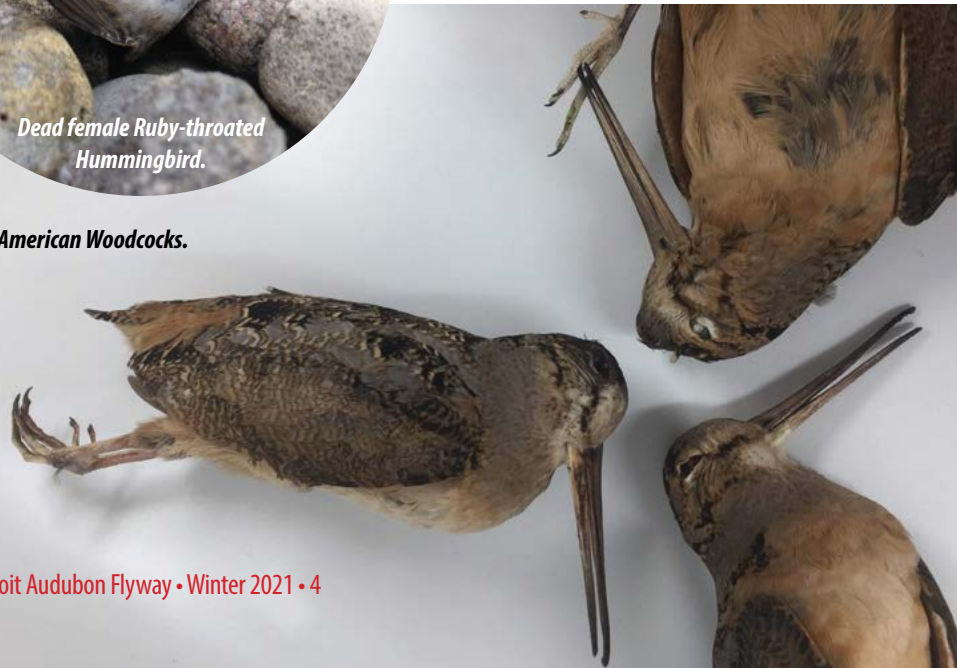 Dead female Ruby-throated
Hummingbird.
American Woodcocks.
oit Audubon Flyway • Winter 2021 • 4